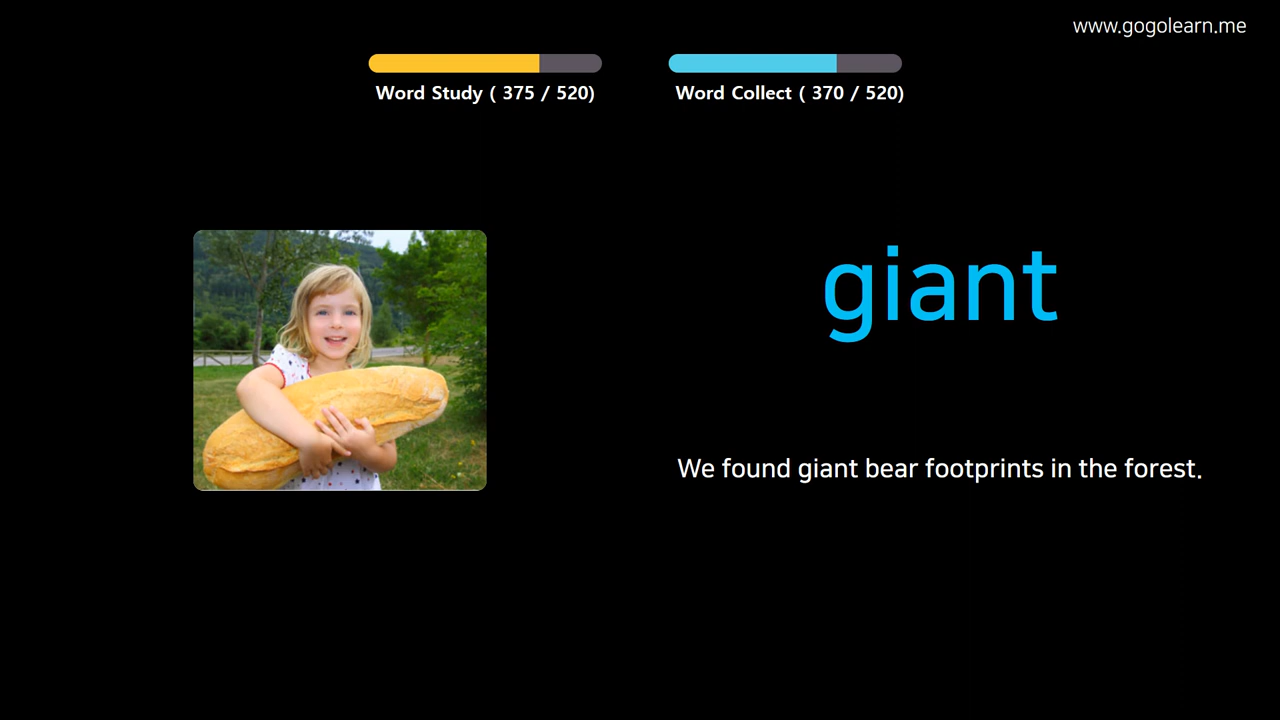 www.gogolearn.me
Word Study ( 375 / 520)
Word Collect ( 370 / 520)
giant
We found giant bear footprints in the forest.